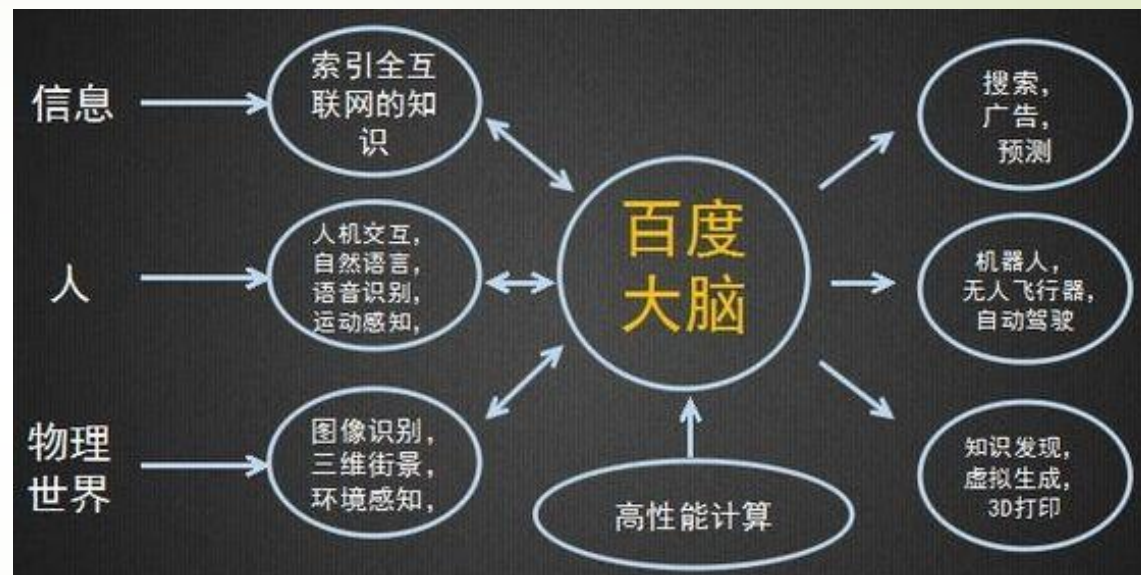 信息
索引全互
联网的知
识
搜索，
广告，
预测
人
人机交互，
自然语言，
语音识别，
运动感知，
百度
大脑
机器人，
无人飞行器，
自动驾驶
物理
世界
图像识别，
三维街景，
环境感知，
高性能计算
知识发现，
虚拟生成，
3D打印